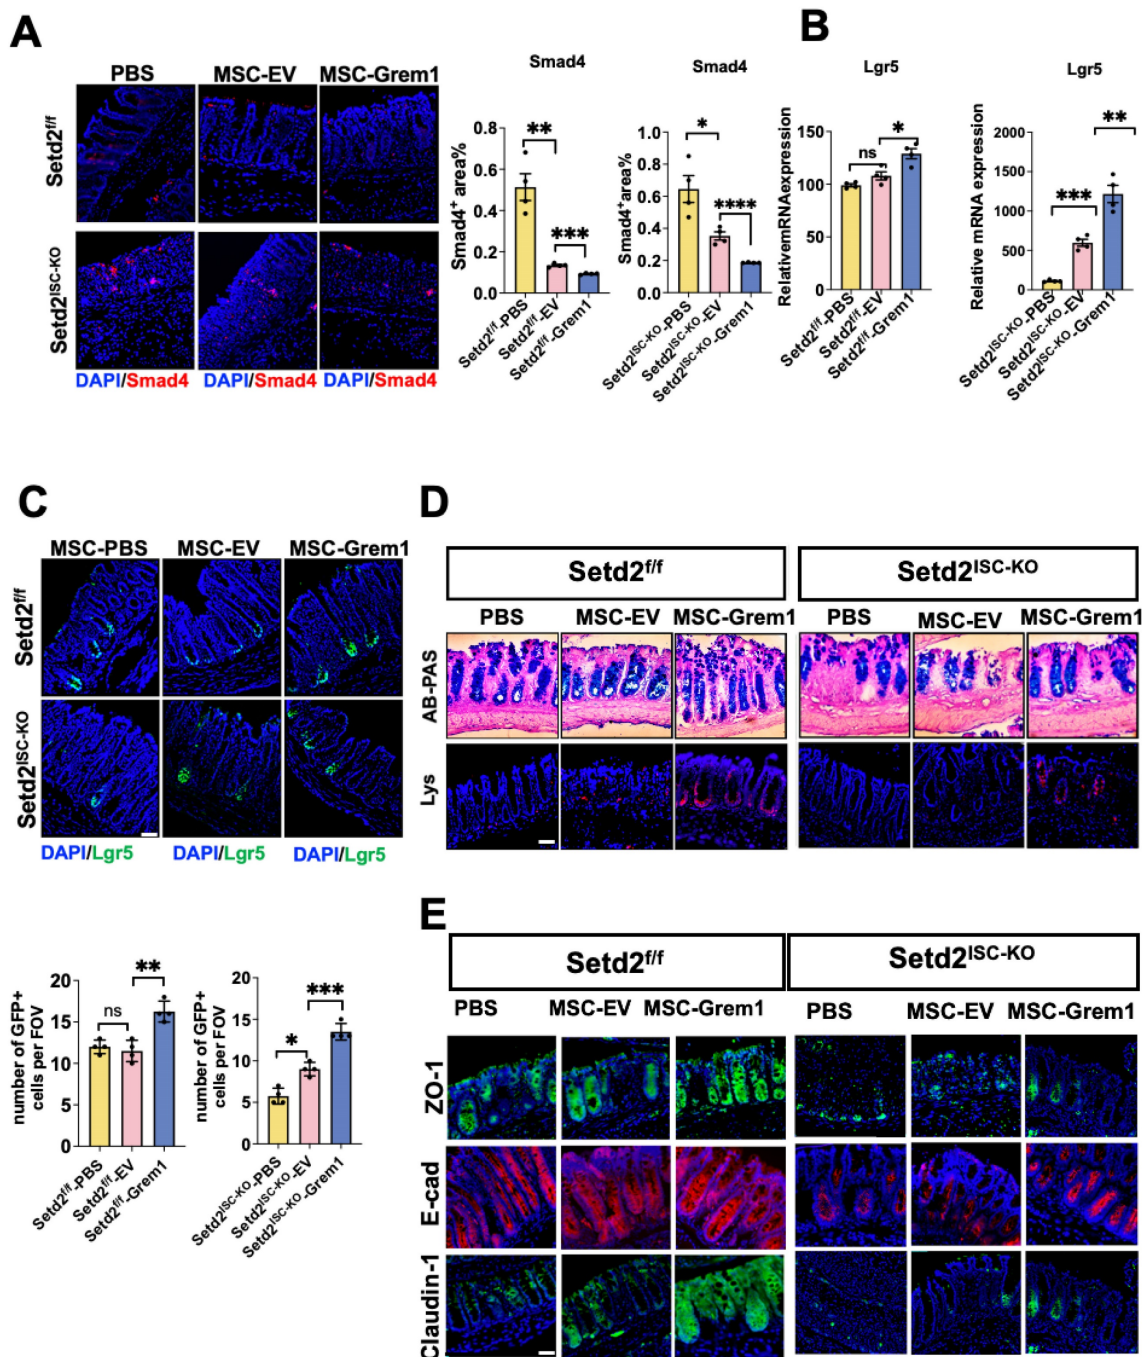 A
PBS MSC-EV MSC-Grem1
Setd2f/f
Setd2ISC-KO
DAPI/Smad4 DAPI/Smad4 DAPI/Smad4
Smad4
Smad4+ area%
0.8
0.6
0.4
0.2
0.0
**
***
Setd2f/f-PBS
Setd2f/f-EV
Setd2f/f-Grem1
Smad4
Smad4+area%
1.0
0.8
0.6
0.4
0.2
0.0
*
****
Setd2ISC-KO-PBS
Setd2ISC-KO-EV
Setd2ISC-KO-Grem1
B
Lgr5
RelativemRNAexpression
150
100
50
0
ns
*
Setd2f/f-PBS
Setd2f/f-EV
Setd2f/f-Grem1
Lgr5
Relative mRNA expression
2000
1500
1000
500
0
***
**
Setd2ISC-KO-PBS
Setd2ISC-KO-EV
Setd2ISC-KO-Grem1
C
MSC-PBS MSC-EV MSC-Grem1
Setd2f/f
Setd2ISC-KO
DAPI/Lgr5 DAPI/Lgr5 DAPI/Lgr5
number of GFP+
cells per FOV
20
15
10
5
0
ns
**
Setd2f/f-PBS
Setd2f/f-EV
Setd2f/f-Grem1
number of GFP+
cells per FOV
20
15
10
5
0
*
***
Setd2ISC-KO-PBS
Setd2ISC-KO-EV
Setd2ISC-KO-Grem1
D
Setd2f/f Setd2ISC-KO
PBS MSC-EV MSC-Grem1 PBS MSC-EV MSC-Grem1
AB-PAS
Lys
E
Setd2f/f Setd2ISC-KO
PBS MSC-EV MSC-Grem1 PBS MSC-EV MSC-Grem1
ZO-1
E-cad
Claudin-1